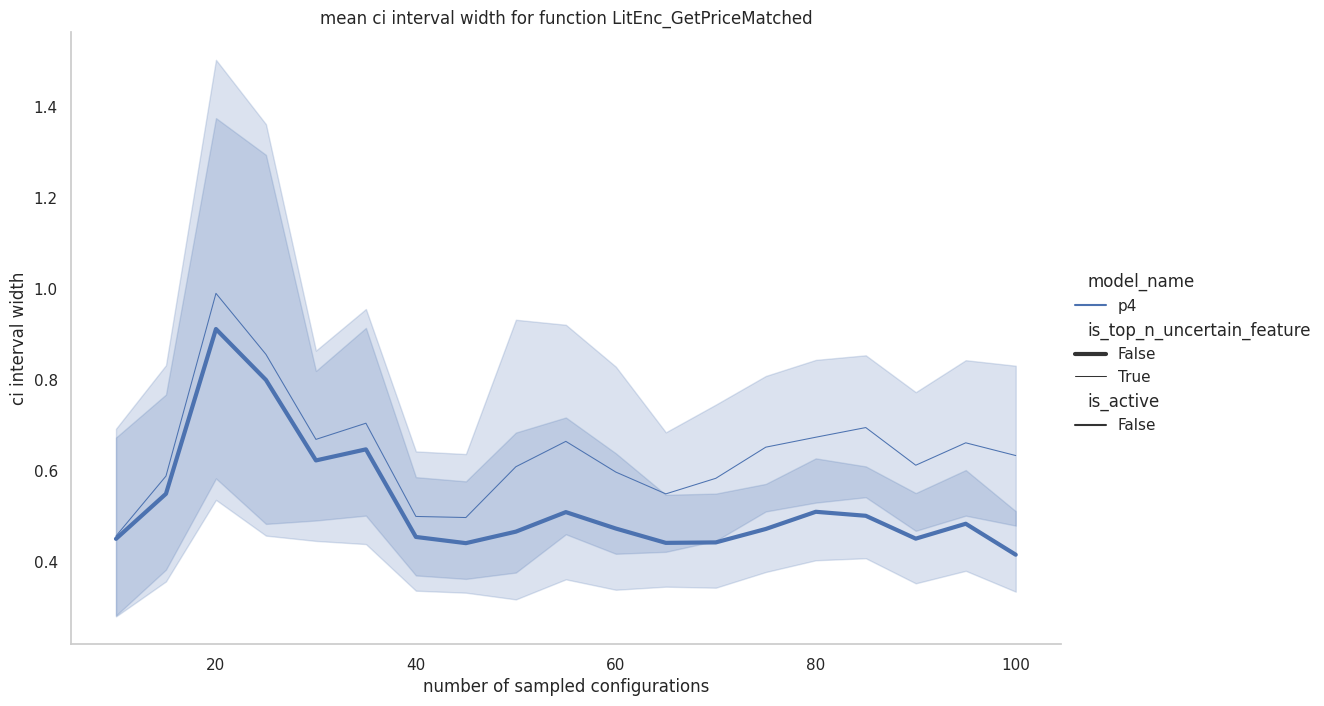 mean ci interval width for function LitEnc_GetPriceMatched
ci interval width
1.4
1.2
1.0
0.8
0.6
0.4
20
40
60
80
100
number of sampled configurations
model_name
p4
is_top_n_uncertain_feature
False
True
is_active
False